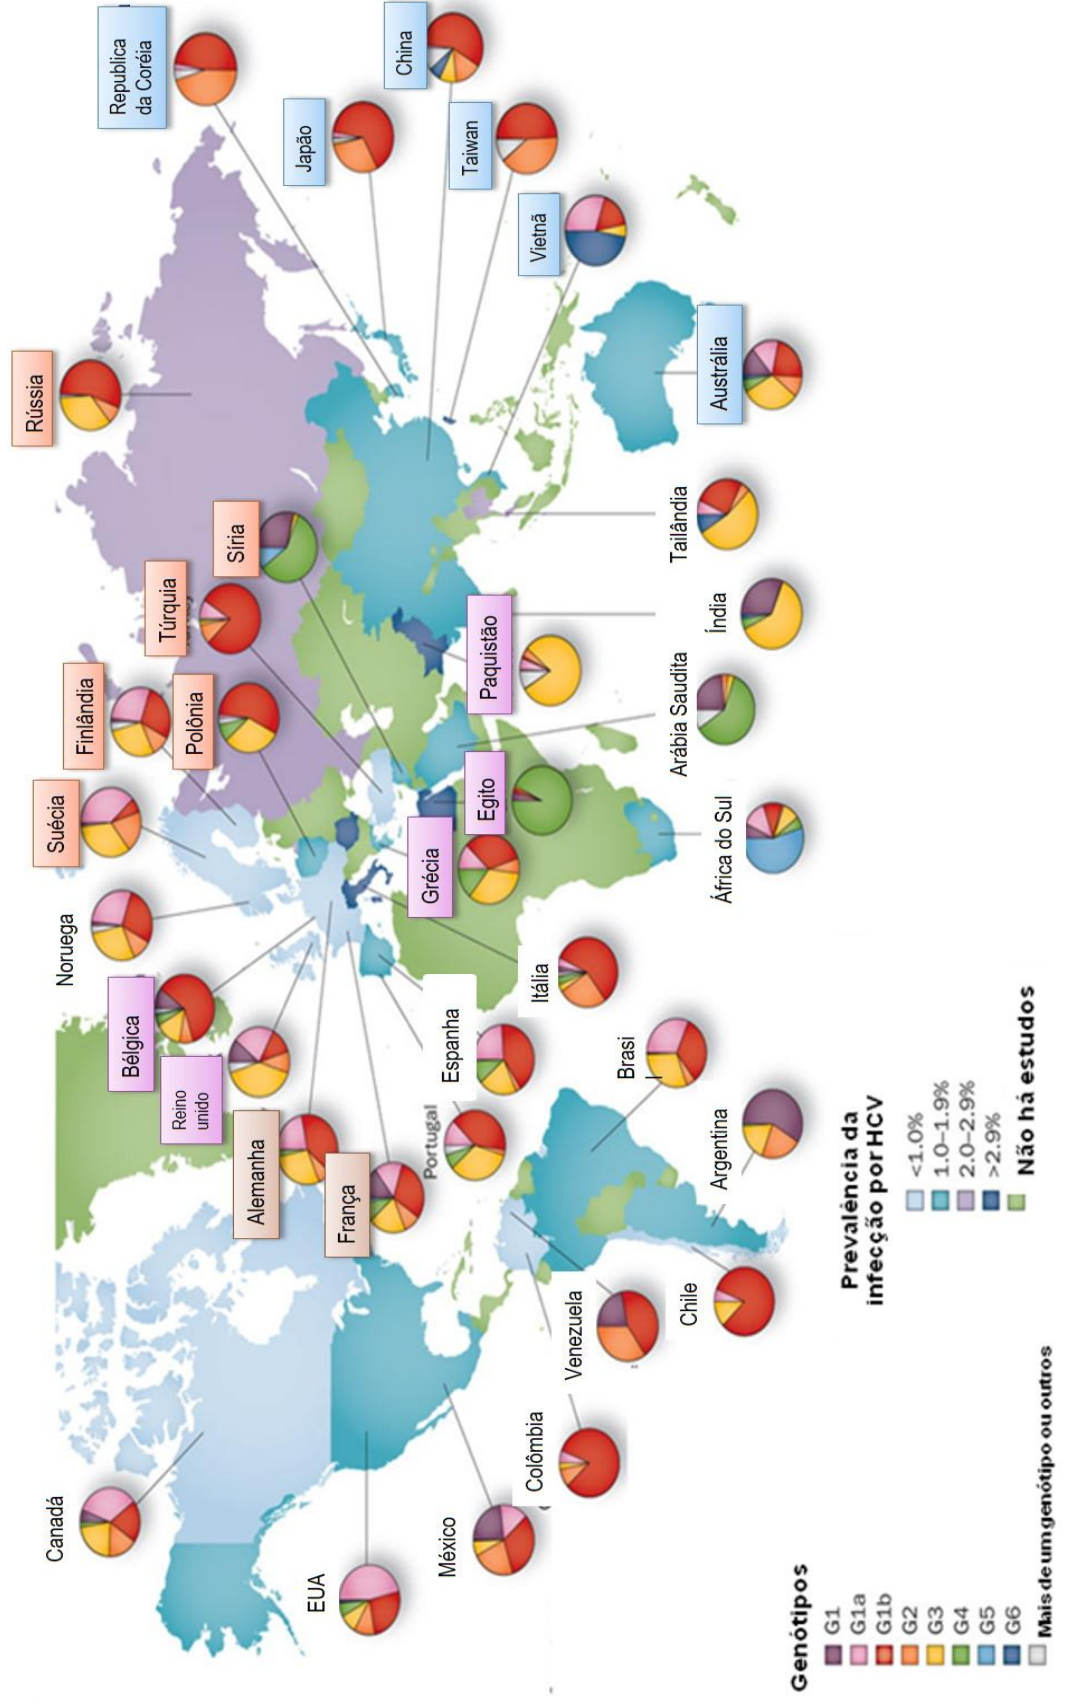 Republica
da Coréia
China
Japão
Taiwan
Vietnã
Rússia
Austrália
Síria
Túrquia
Tailândia
Índia
Paquistão
Finlândia
Polônia
Arábia Saudita
Egito
Suécia
Grécia
África do Sul
Noruega
Itália
Bélgica
Reino
unido
Espanha
Brasi
l
Alemanha
Portugal
Argentina
França
Venezuela
Chile
Colômbia
Canadá
México
EUA
Prevalência da
infecção por HCV
<1.0%
1.0–1.9%
2.0–2.9%
>2.9%
Não há estudos
Genótipos
G1
G1a
G1b
G2
G3
G4
G5
G6
Mais de um genótipo ou outros